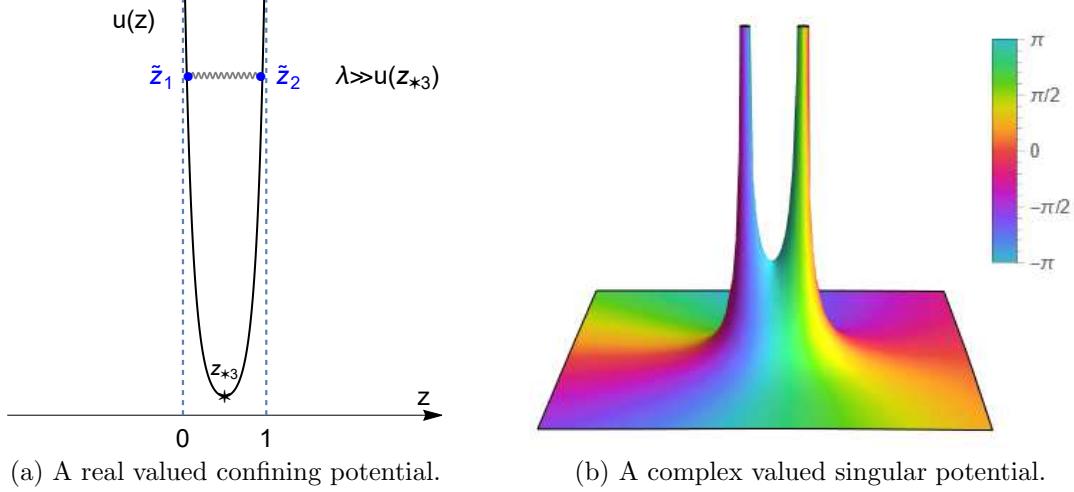 u(z)
z̃₁
z̃₂
λ≫u(z∗₃)
z∗₃
z
0
1
π
π/2
0
−π/2
−π
(a) A real valued confining potential.
(b) A complex valued singular potential.